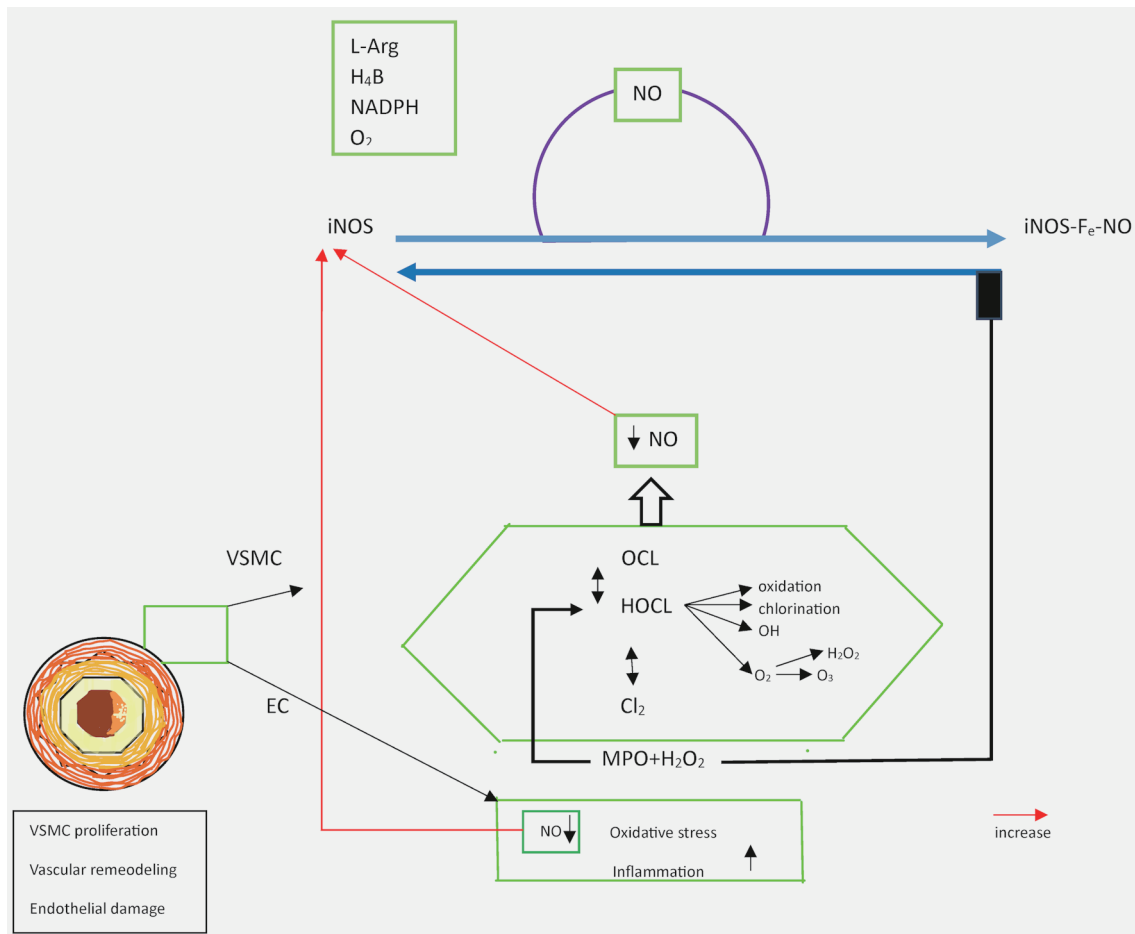 L-Arg
H₄B
NADPH
O₂
NO
iNOS
iNOS-Fₑ-NO
↓ NO
VSMC
OCL
HOCL
oxidation
chlorination
OH
O₂
H₂O₂
O₃
Cl₂
EC
MPO+H₂O₂
NO
Oxidative stress
Inflammation
increase
VSMC proliferation
Vascular remeodeling
Endothelial damage